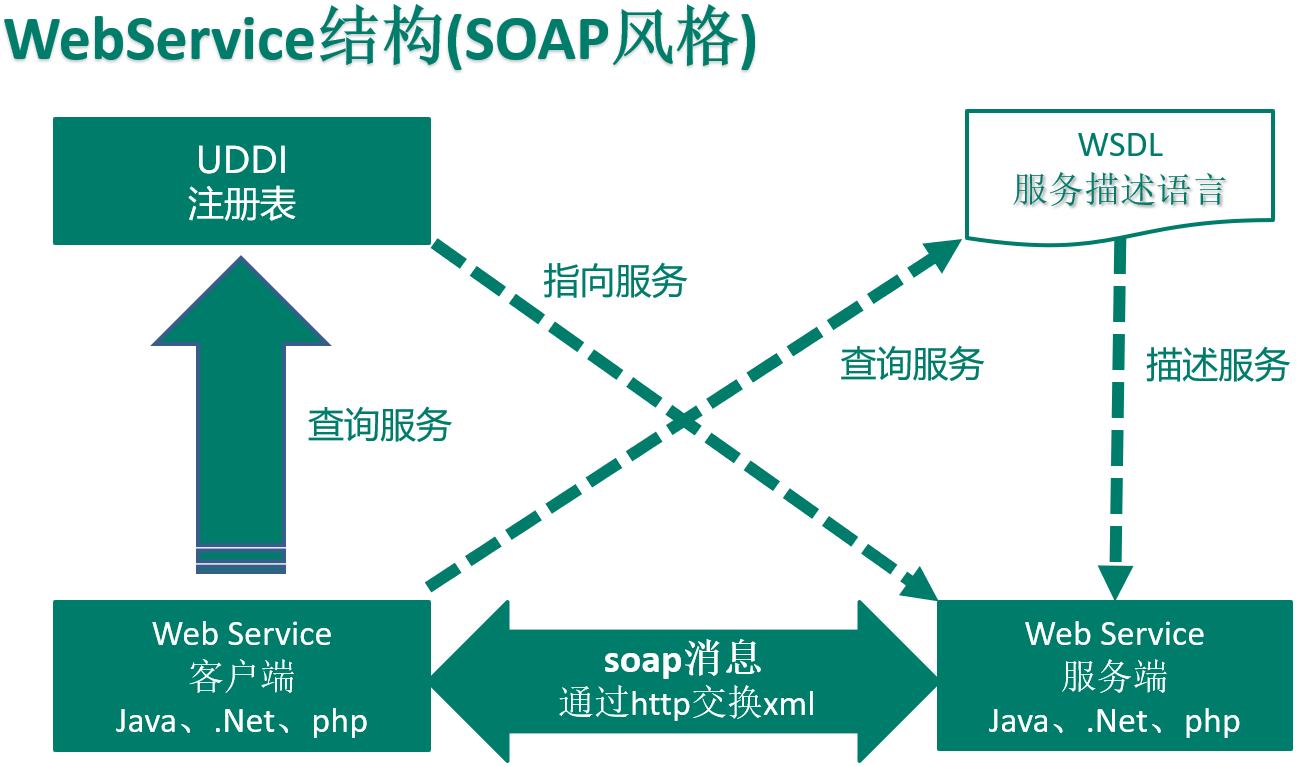 WebService结构(SOAP风格)
UDDI
注册表
WSDL
服务描述语言
指向服务
查询服务
描述服务
查询服务
Web Service
客户端
Java、.Net、php
soap消息
通过http交换xml
Web Service
服务端
Java、.Net、php